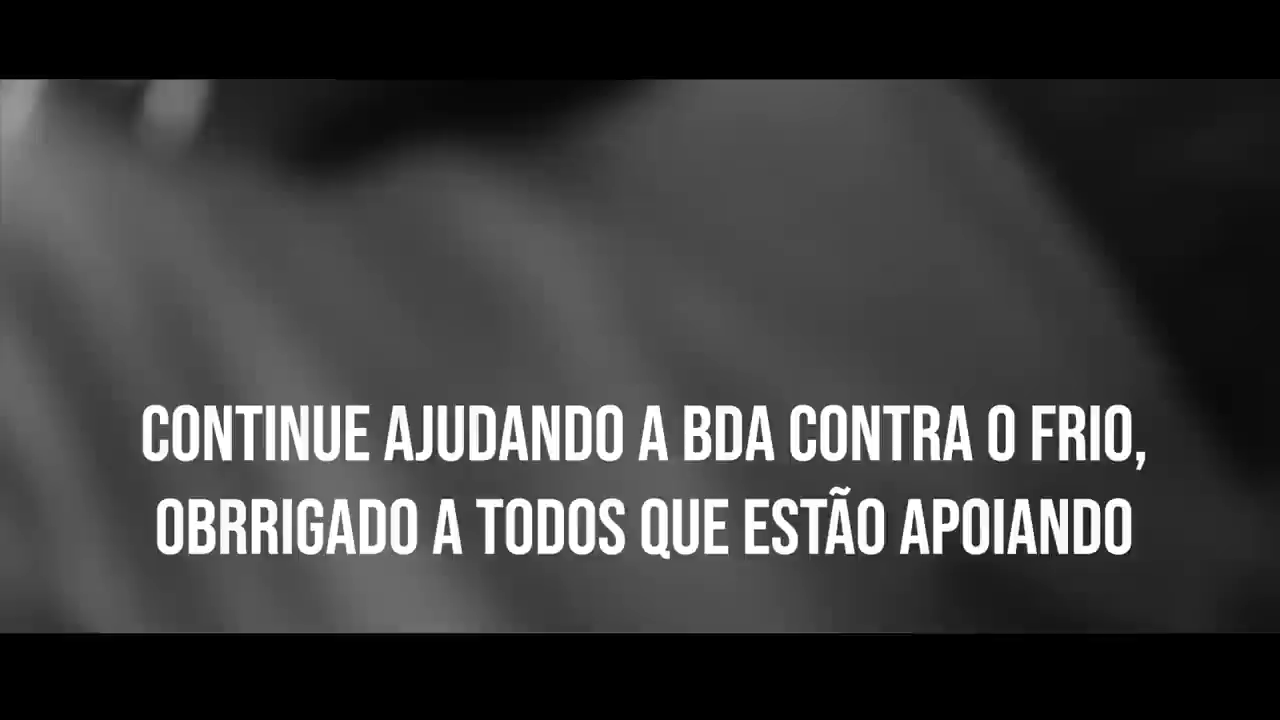 CONTINUE AJUDANDO A BDA CONTRA O FRIO,
OBRRIGADO A TODOS QUE ESTÃO APOIANDO